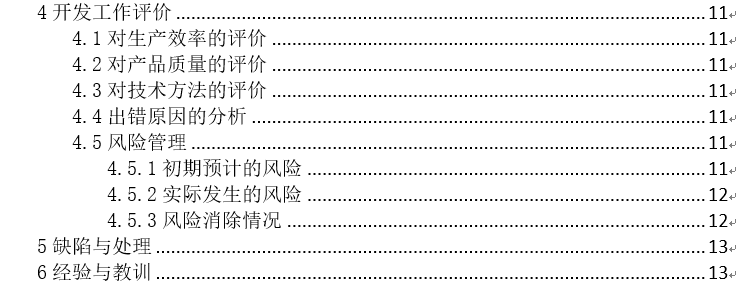 4 开发工作评价 11
4.1 对生产效率的评价 11
4.2 对产品质量的评价 11
4.3 对技术方法的评价 11
4.4 出错原因的分析 11
4.5 风险管理 11
4.5.1 初期预计的风险 11
4.5.2 实际发生的风险 12
4.5.3 风险消除情况 12
5 缺陷与处理 13
6 经验与教训 13